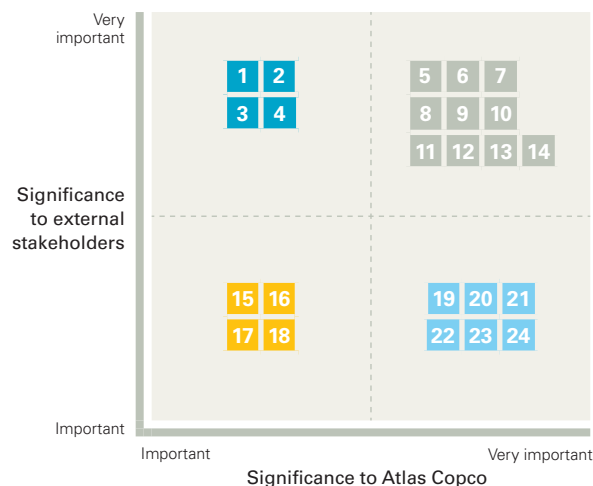 Very
important
1 2
5 6 7
3 4
8 9 10
11 12 13 14
Significance
to external
stakeholders
15 16
19 20 21
17 18
22 23 24
Important
Important
Very important
Significance to Atlas Copco